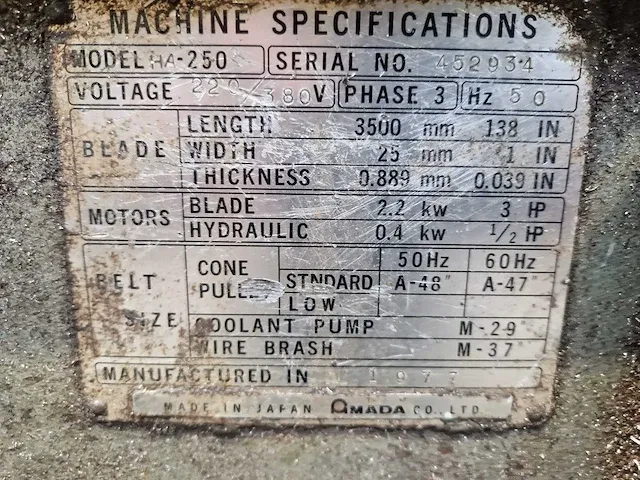 MACHINE SPECIFICATIONS
MODEL HA-250 SERIAL NO. 452934
VOLTAGE 220/380V PHASE 3 Hz 50
BLADE LENGTH 3500 mm 138 IN
WIDTH 25 mm 1 IN
THICKNESS 0.889 mm 0.039 IN
MOTORS BLADE 2.2 kw 3 HP
HYDRAULIC 0.4 kw 1/2 HP
BELT SIZE CONE PULLEY 50Hz 60Hz
STNDARD A-48" A-47"
LOW
COOLANT PUMP M-29"
WIRE BRASH M-37"
MANUFACTURED IN 1977
MADE IN JAPAN AMADA CO., LTD